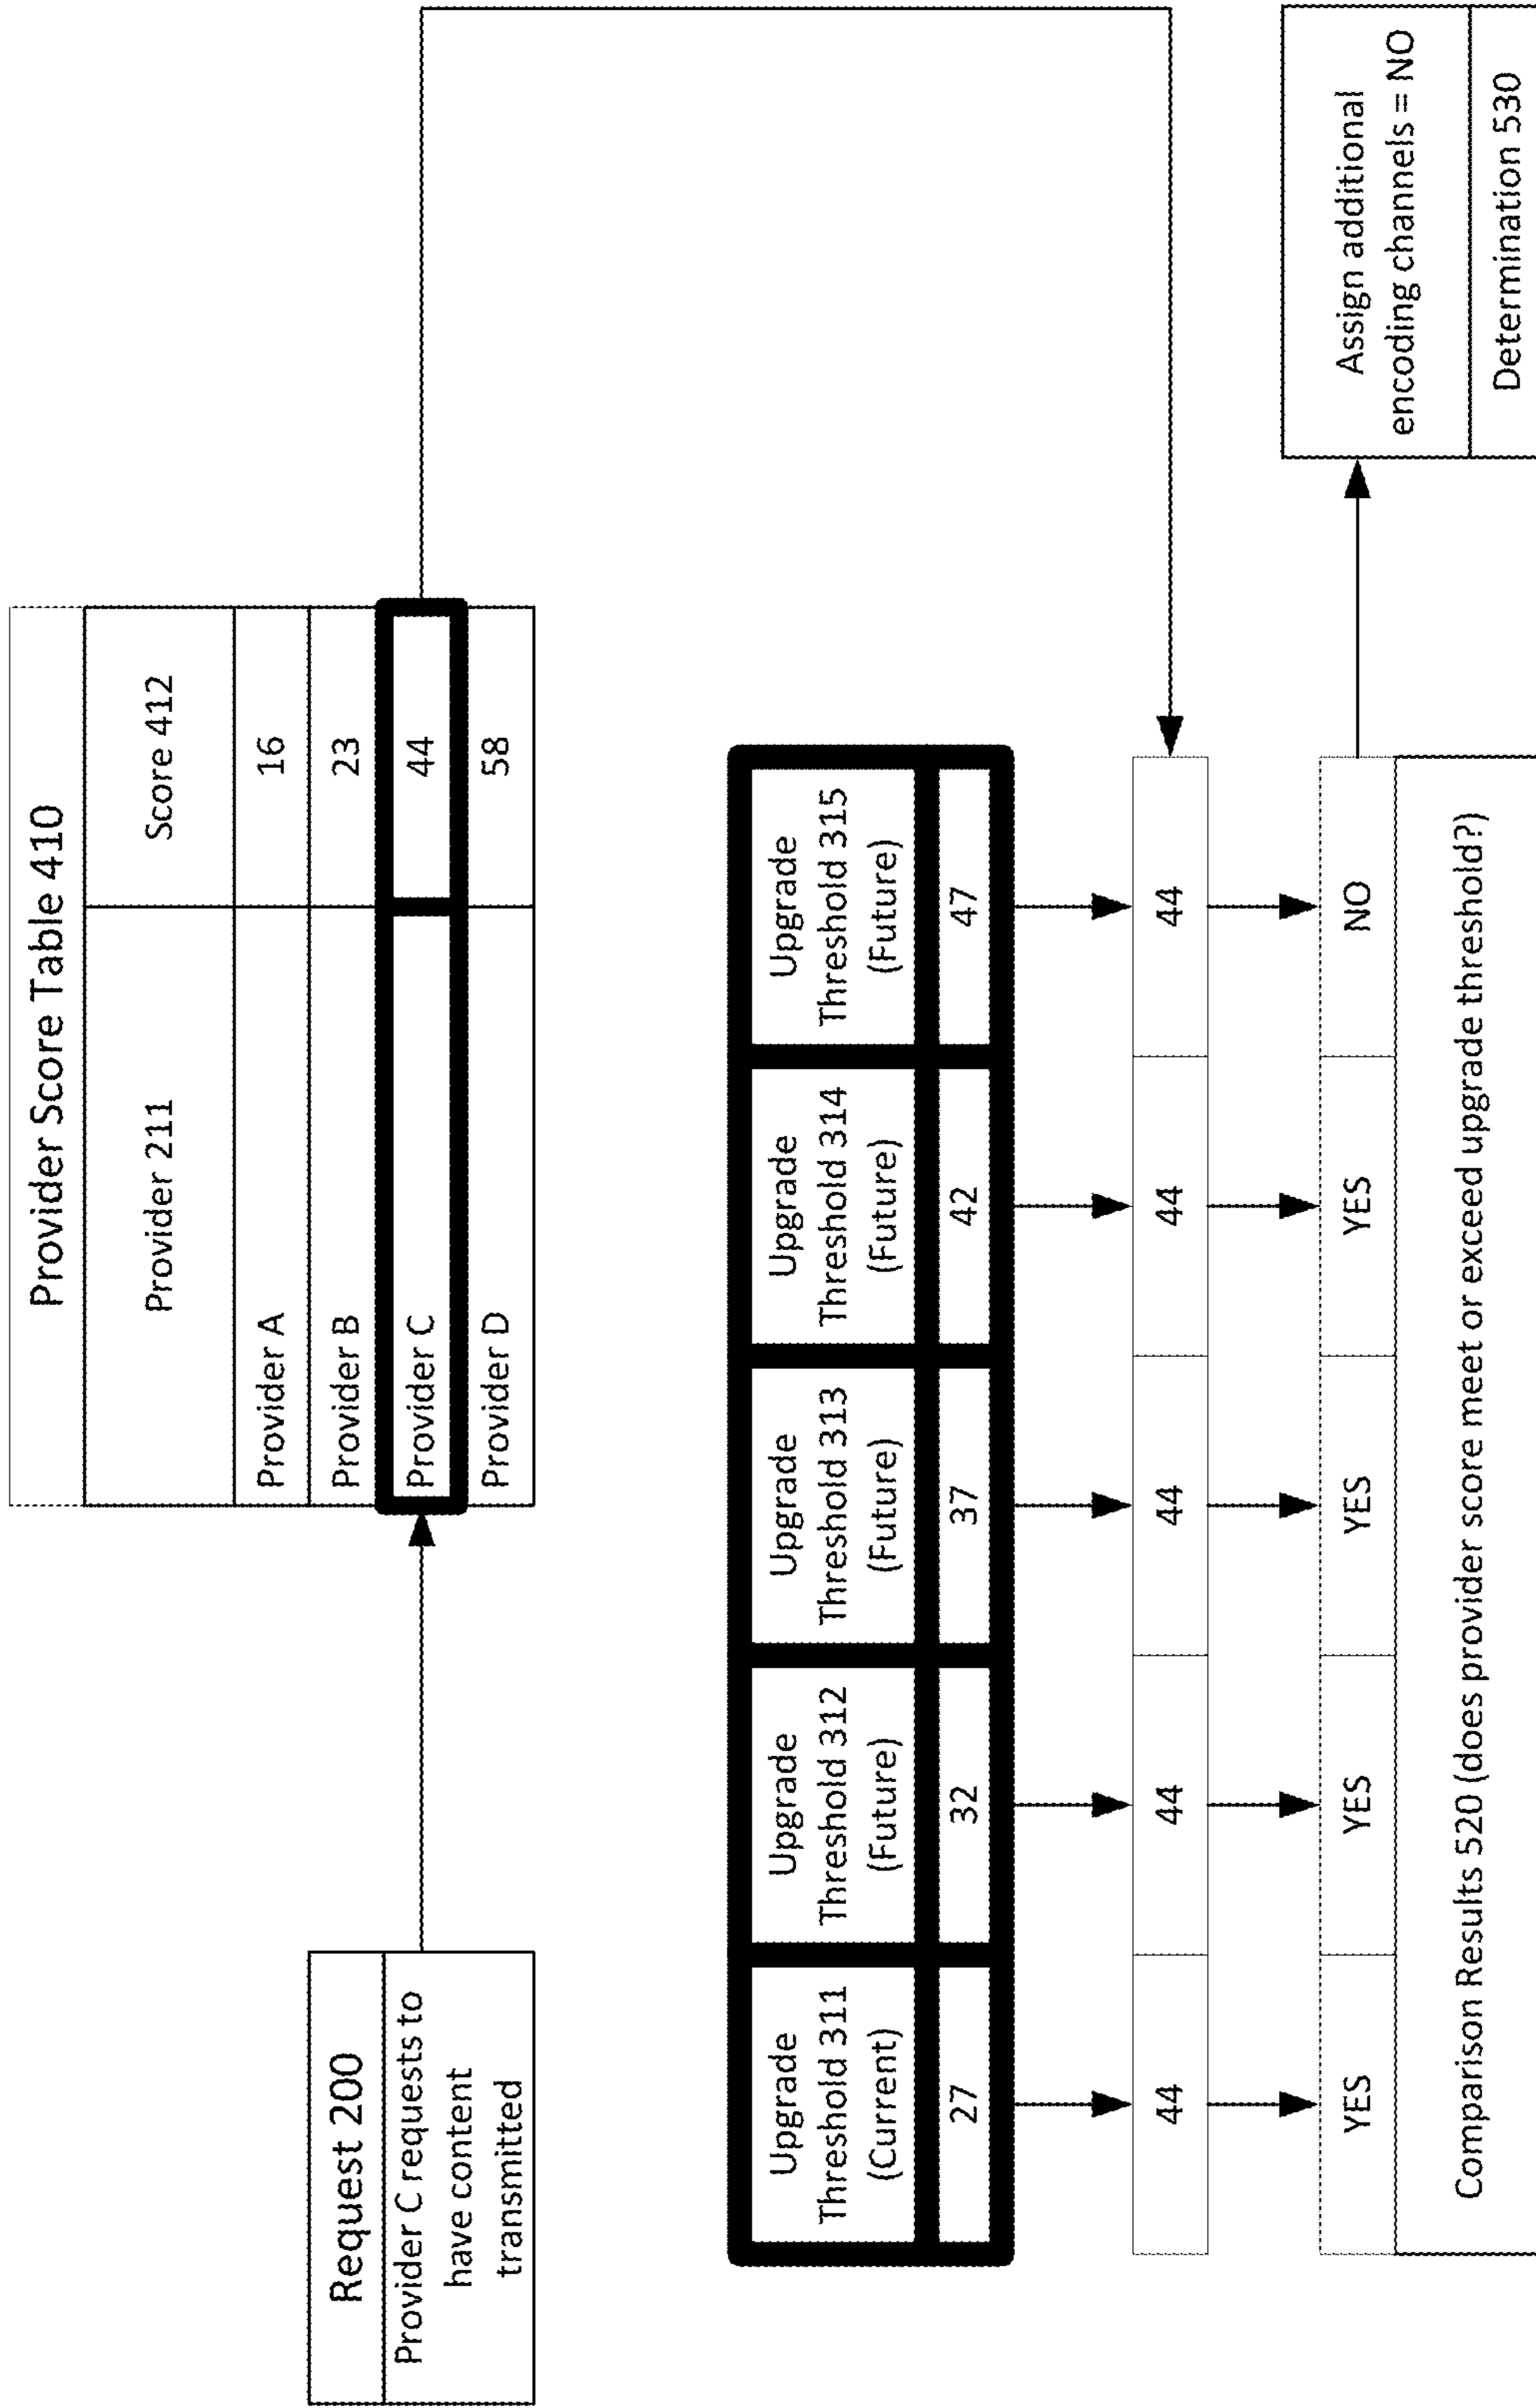 Provider Score Table 410
Provider 211
Score 412
Provider A
16
Provider B
23
Provider C
44
Provider D
58
Request 200
Provider C requests to
have content
transmitted
Upgrade
Threshold 311
(Current)
Upgrade
Threshold 312
(Future)
Upgrade
Threshold 313
(Future)
Upgrade
Threshold 314
(Future)
Upgrade
Threshold 315
(Future)
27
32
37
42
47
44
44
44
44
44
YES
YES
YES
YES
NO
Comparison Results 520 (does provider score meet or exceed upgrade threshold?)
Assign additional
encoding channels = NO
Determination 530